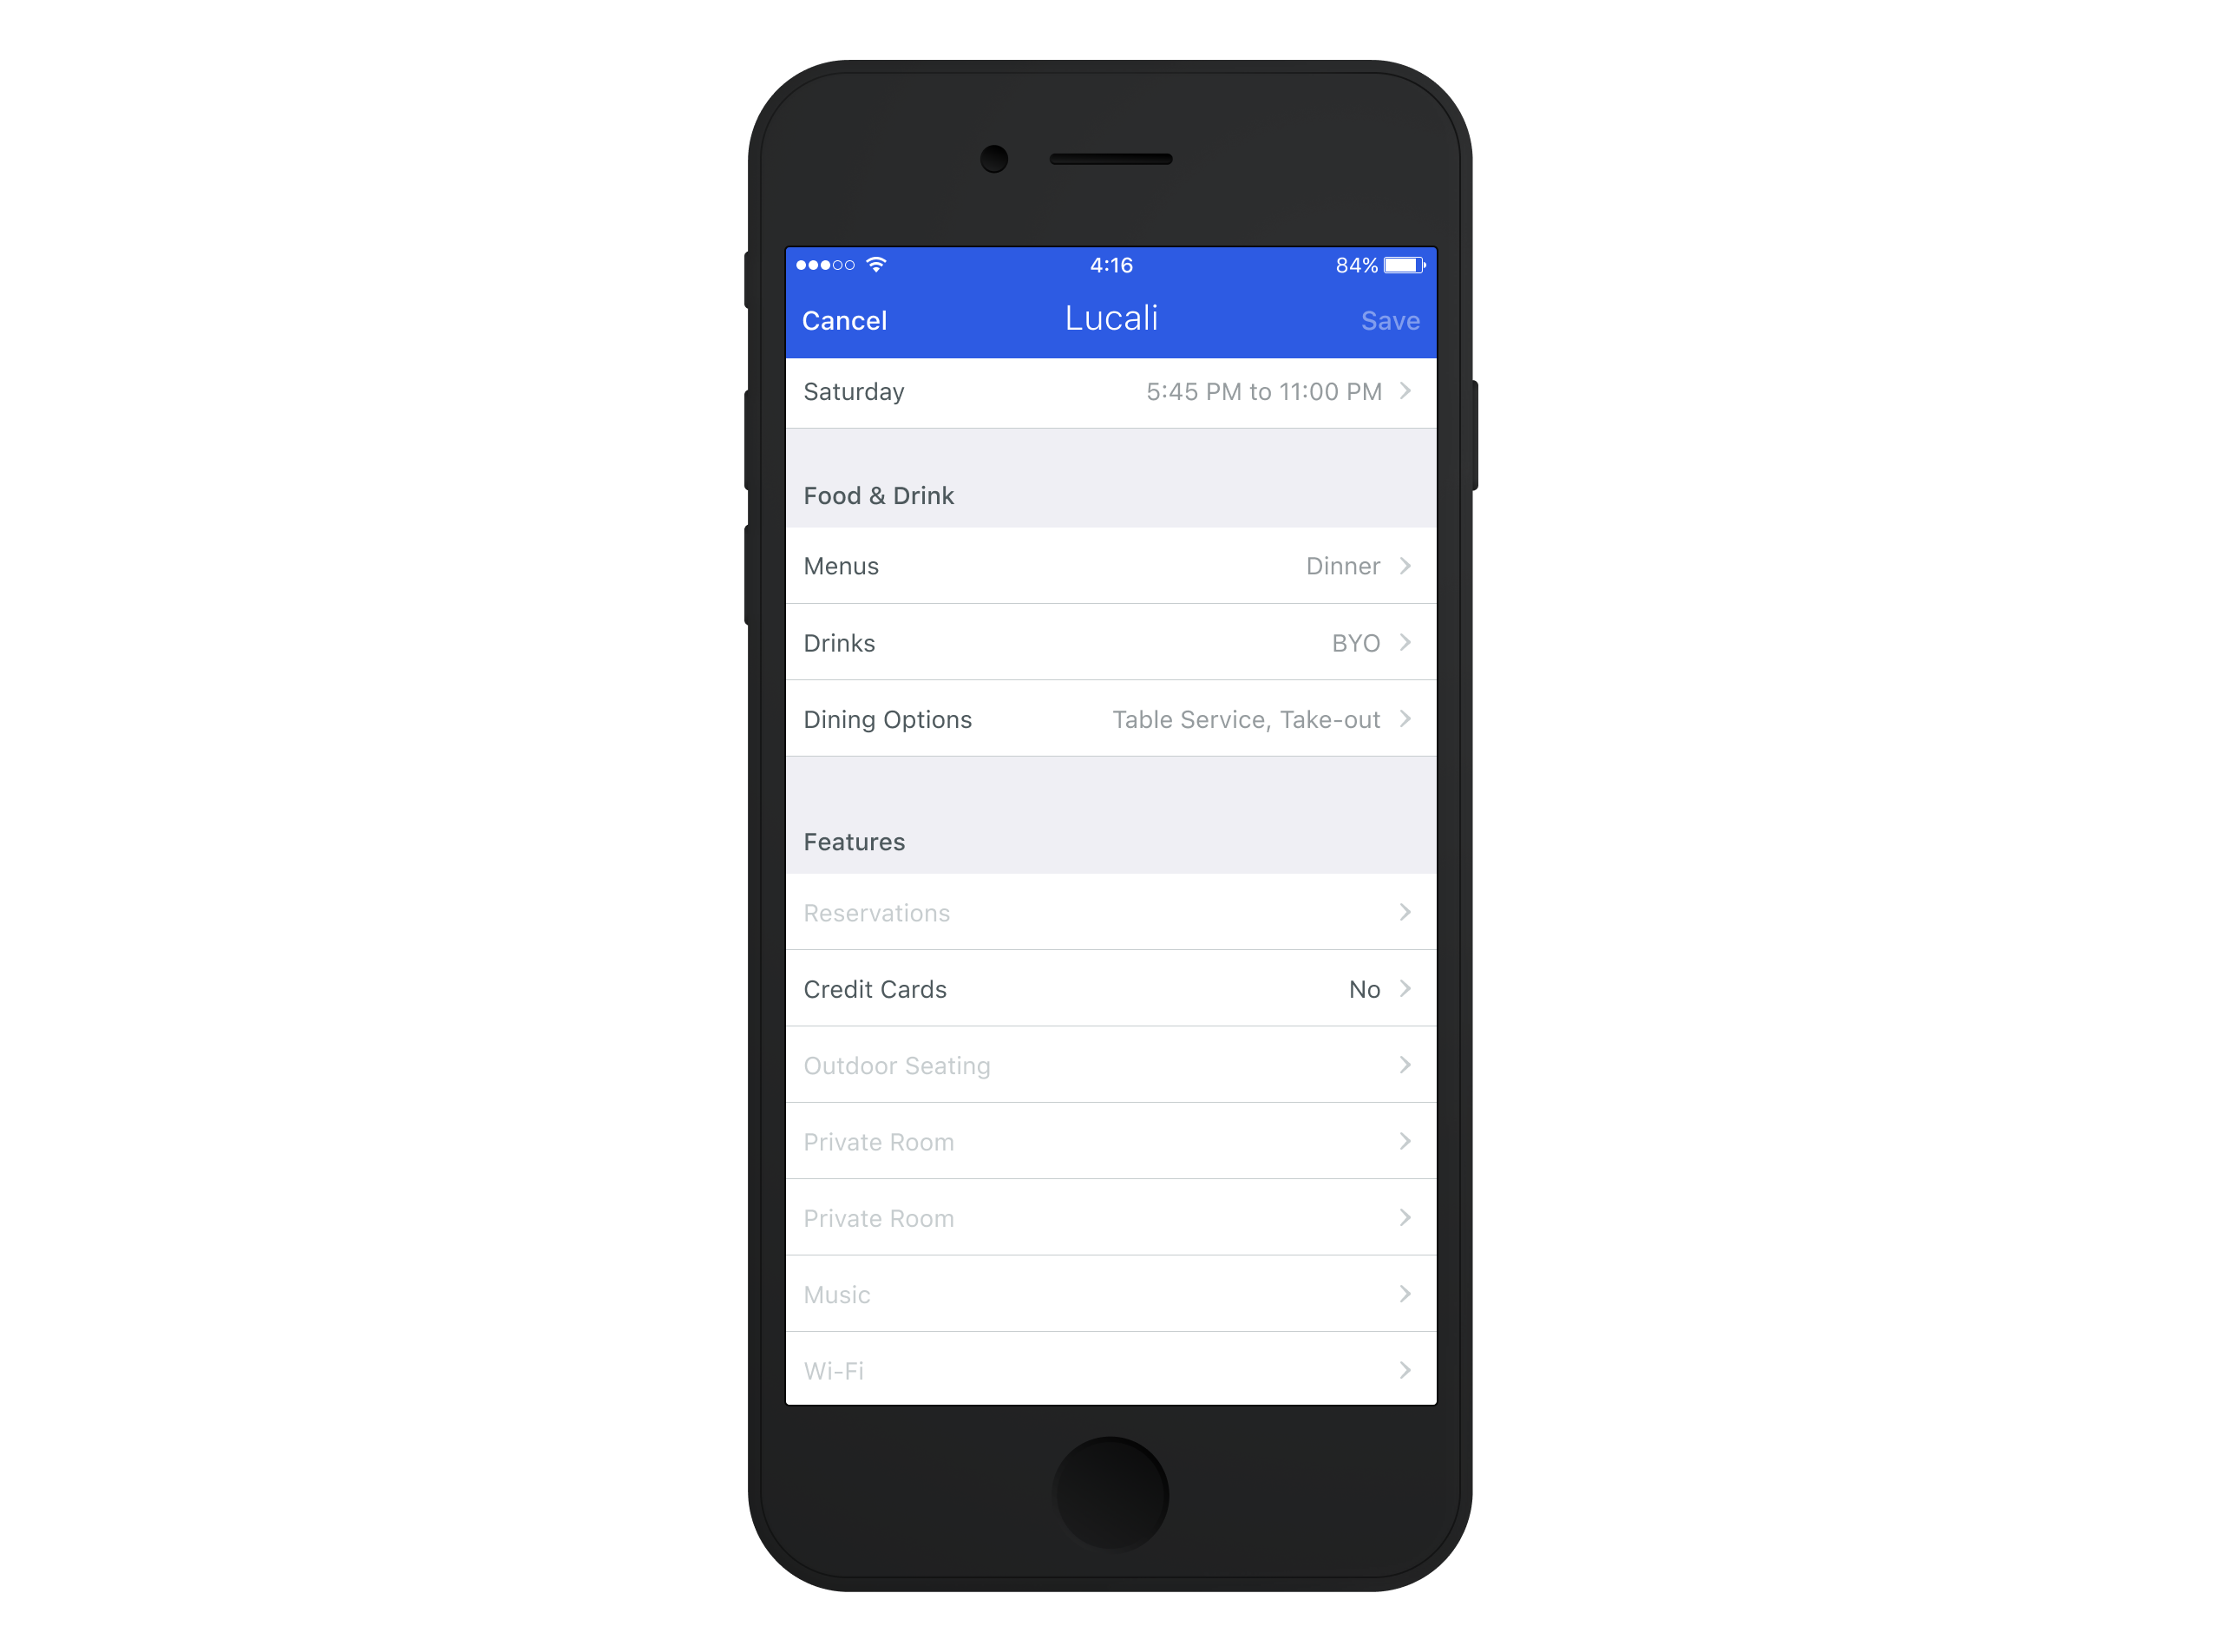 4:16 84%
Cancel Lucali Save
Saturday 5:45 PM to 11:00 PM
Food & Drink
Menus Dinner
Drinks BYO
Dining Options Table Service, Take-out
Features
Reservations
Credit Cards No
Outdoor Seating
Private Room
Private Room
Music
Wi-Fi